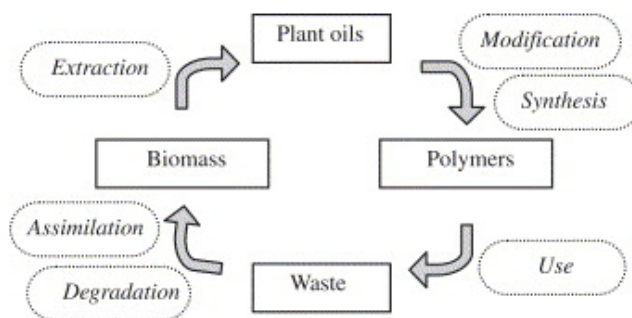 Plant oils
Modification
Extraction
Synthesis
Biomass
Polymers
Assimilation
Use
Waste
Degradation